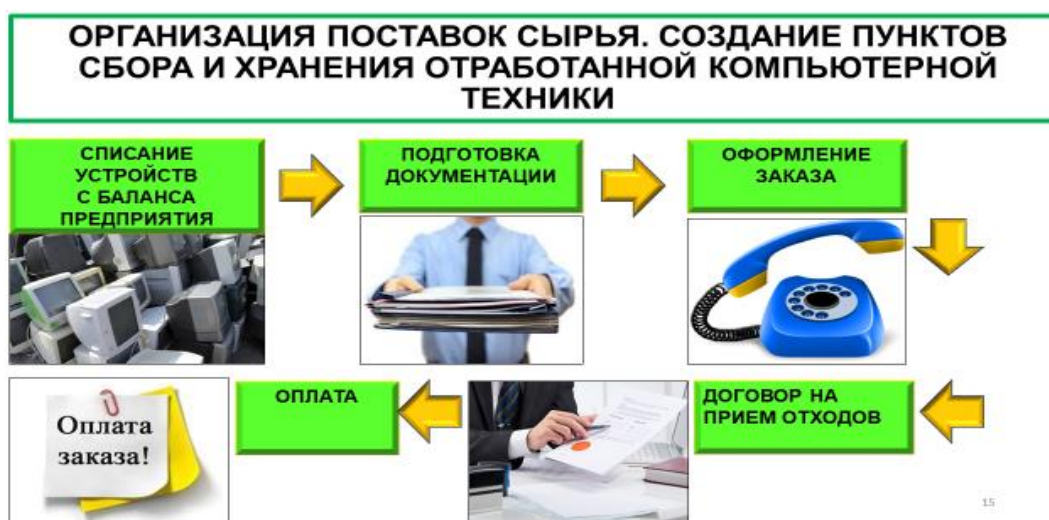 ОРГАНИЗАЦИЯ ПОСТАВОК СЫРЬЯ. СОЗДАНИЕ ПУНКТОВ
СБОРА И ХРАНЕНИЯ ОТРАБОТАННОЙ КОМПЬЮТЕРНОЙ
ТЕХНИКИ
СПИСАНИЕ
УСТРОЙСТВ
С БАЛАНСА
ПРЕДПРИЯТИЯ
ПОДГОТОВКА
ДОКУМЕНТАЦИИ
ОФОРМЛЕНИЕ
ЗАКАЗА
ДОГОВОР НА
ПРИЕМ ОТХОДОВ
ОПЛАТА
Оплата
заказа!
15